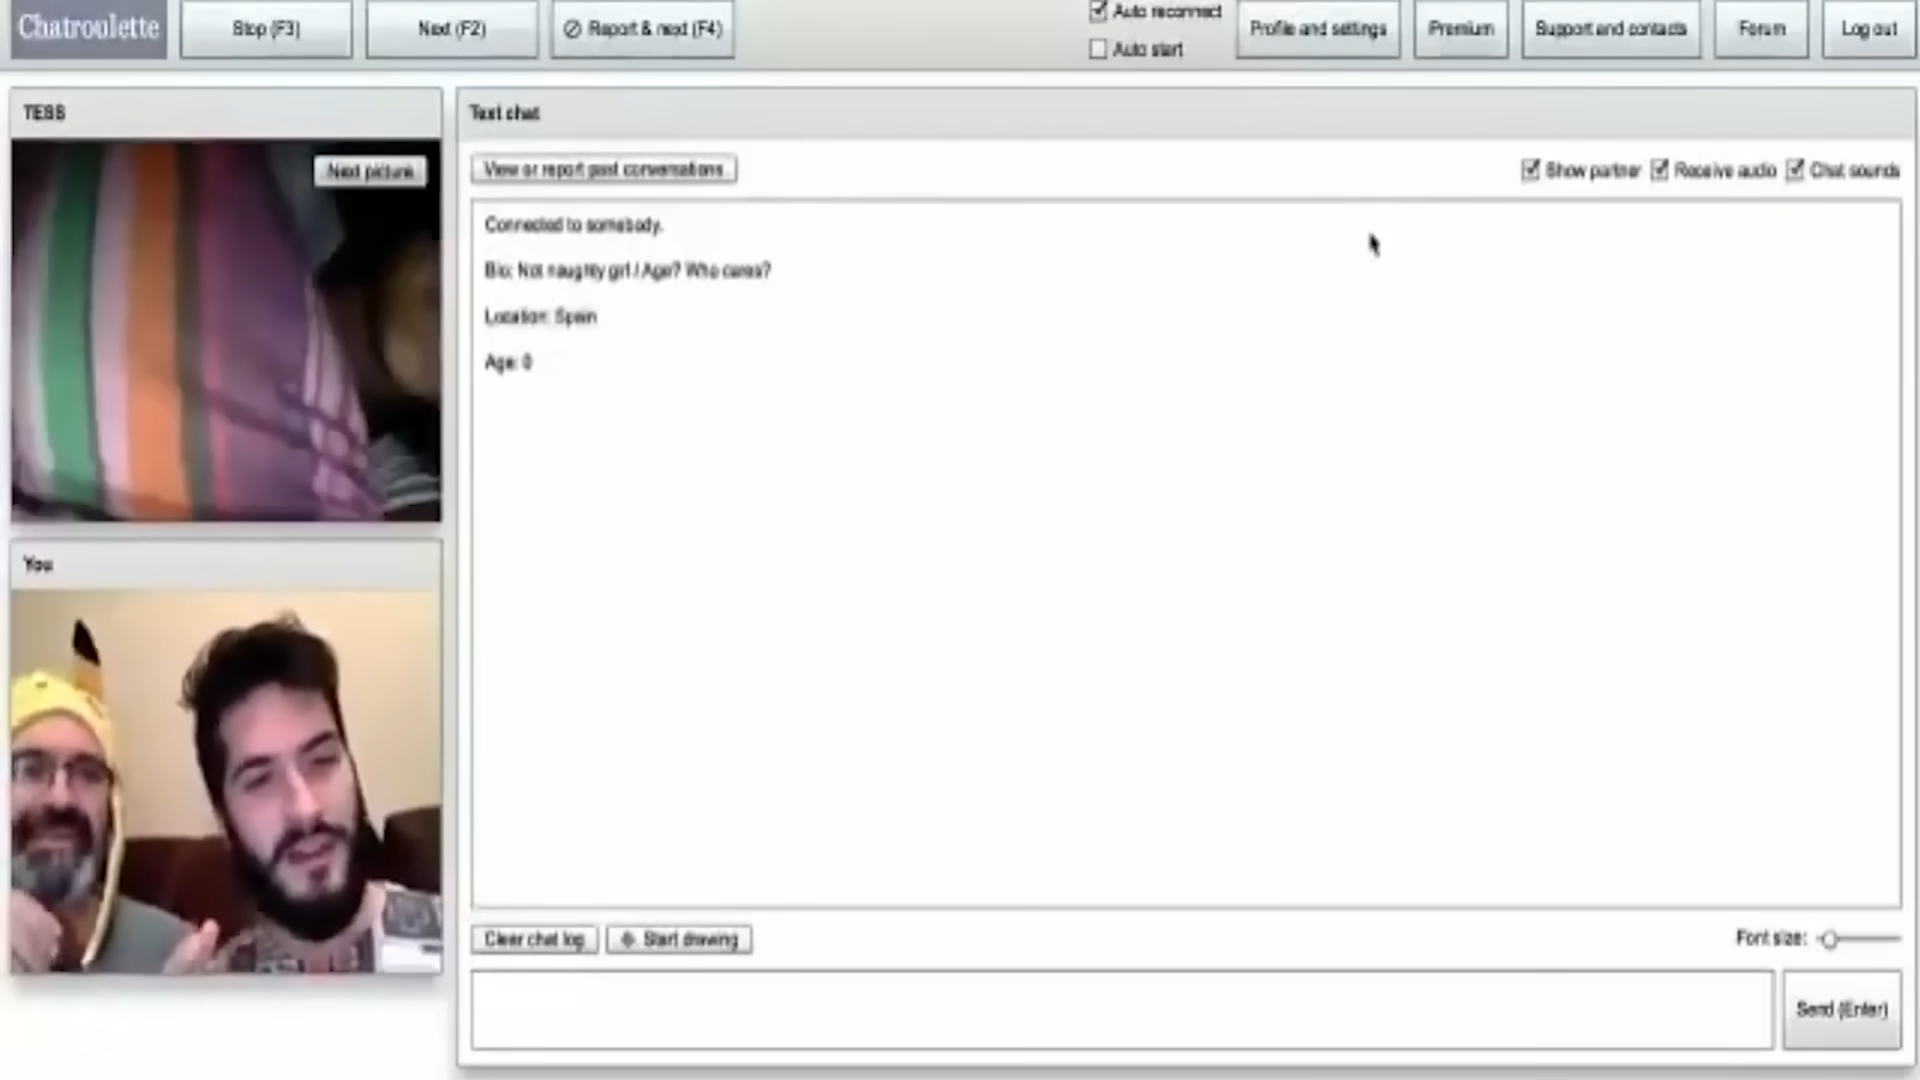 Chatroulette
Stop (F3)
Next (F2)
Report & next (F4)
Auto reconnect
Auto start
Profile and settings
Premium
Support and contacts
Forum
Log out
TESS
Next picture
Text chat
View or report past conversations
Show partner
Receive audio
Chat sounds
Connected to somebody.
Bio: Not naughty girl / Age? Who cares?
Location: Spain
Age: 0
You
Clear chat log
Start drawing
Font size:
Send (Enter)